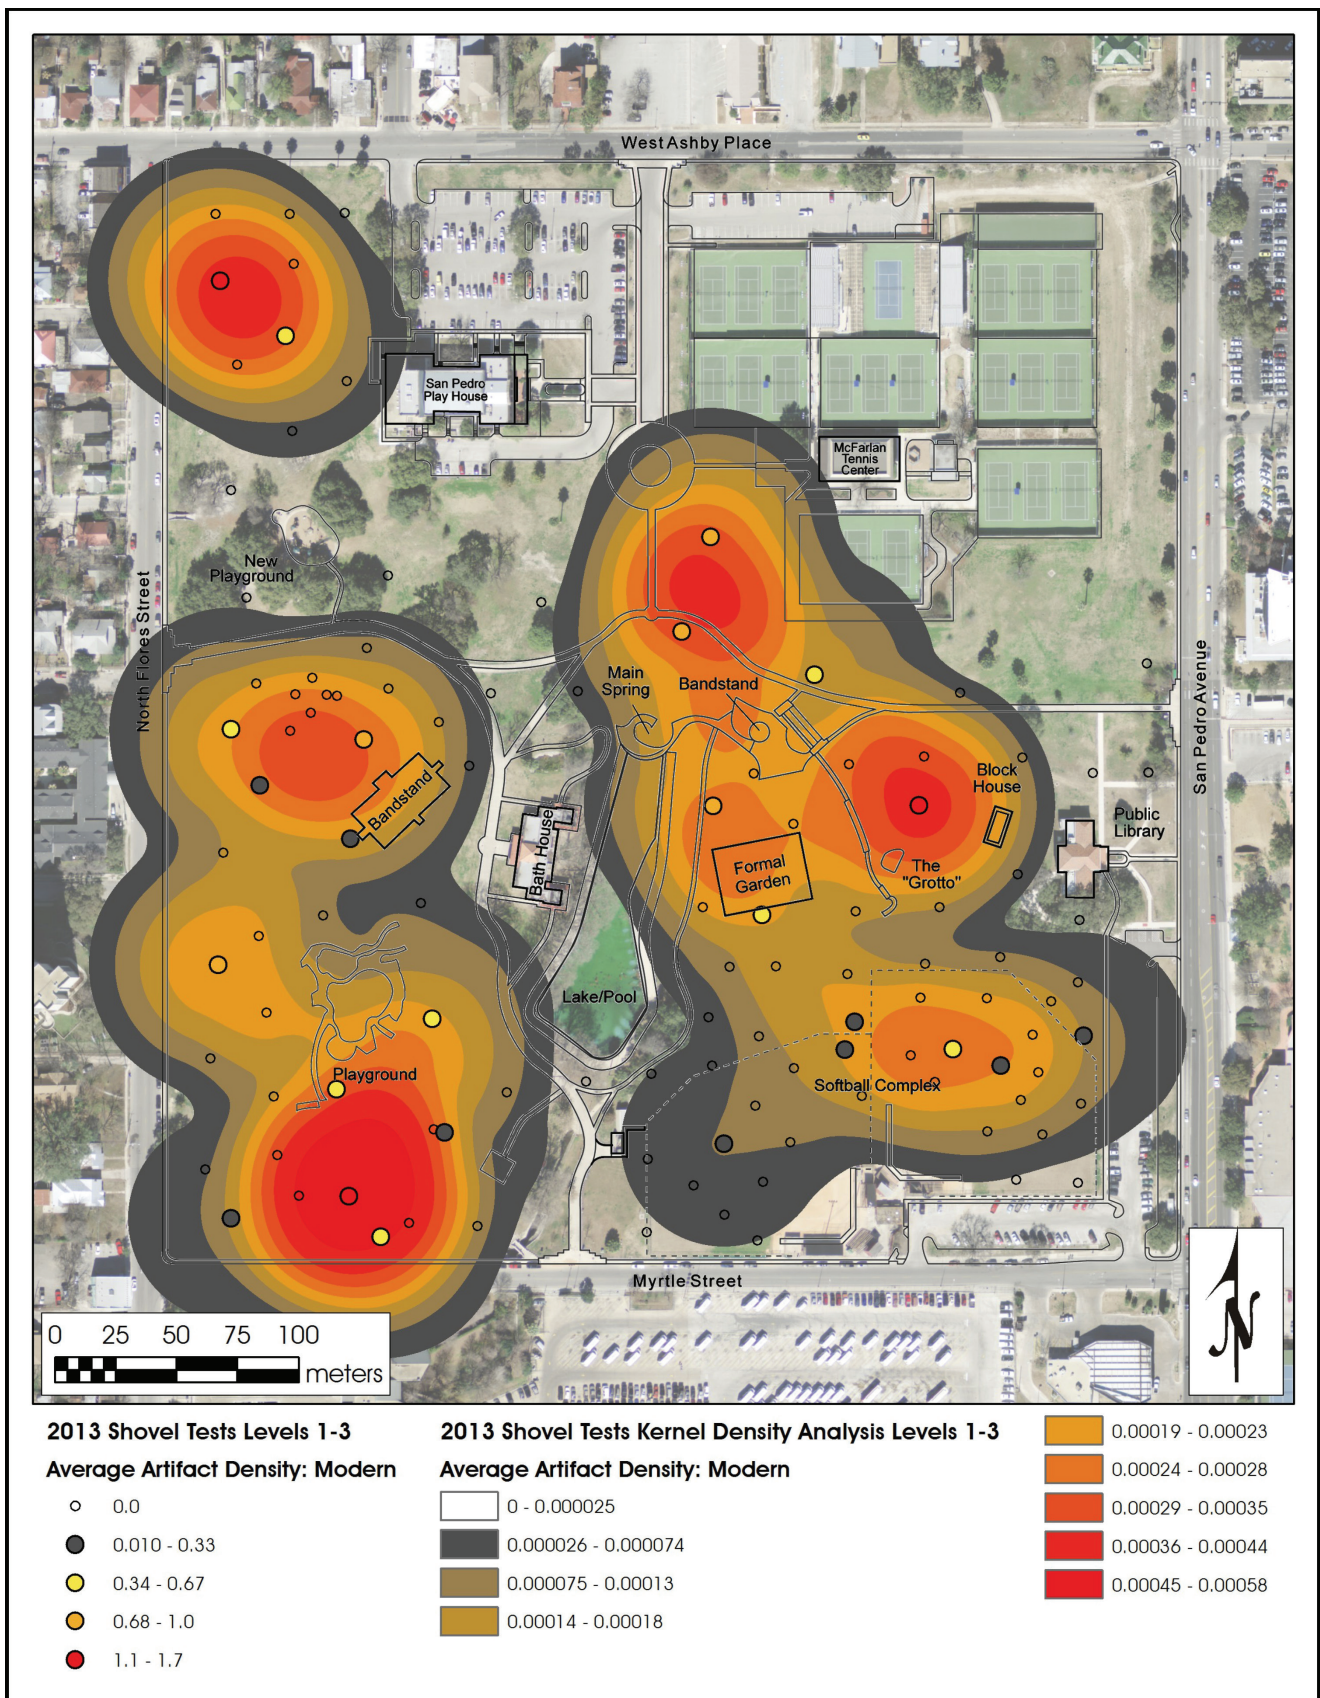 West Ashby Place
San Pedro
Play House
McFarlan
Tennis
Center
New
Playground
North Flores Street
San Pedro Avenue
Main
Spring
Bandstand
Block
House
Bandstand
Public
Library
Bath House
Formal
Garden
The
"Grotto"
Lake/Pool
Playground
Softball Complex
Myrtle Street
0 25 50 75 100
meters
N
2013 Shovel Tests Levels 1-3
Average Artifact Density: Modern
0.0
0.010 - 0.33
0.34 - 0.67
0.68 - 1.0
1.1 - 1.7
2013 Shovel Tests Kernel Density Analysis Levels 1-3
Average Artifact Density: Modern
0 - 0.000025
0.000026 - 0.000074
0.000075 - 0.00013
0.00014 - 0.00018
0.00019 - 0.00023
0.00024 - 0.00028
0.00029 - 0.00035
0.00036 - 0.00044
0.00045 - 0.00058